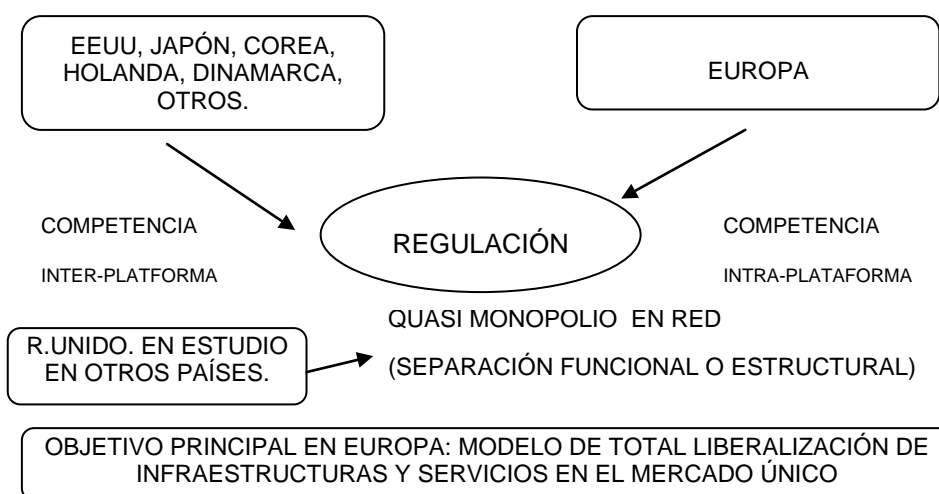 EEUU, JAPÓN, COREA,
HOLANDA, DINAMARCA,
OTROS.
EUROPA
COMPETENCIA
INTER-PLATFORMA
REGULACIÓN
COMPETENCIA
INTRA-PLATAFORMA
QUASI MONOPOLIO EN RED
(SEPARACIÓN FUNCIONAL O ESTRUCTURAL)
R.UNIDO. EN ESTUDIO
EN OTROS PAÍSES.
OBJETIVO PRINCIPAL EN EUROPA: MODELO DE TOTAL LIBERALIZACIÓN DE
INFRAESTRUCTURAS Y SERVICIOS EN EL MERCADO ÚNICO